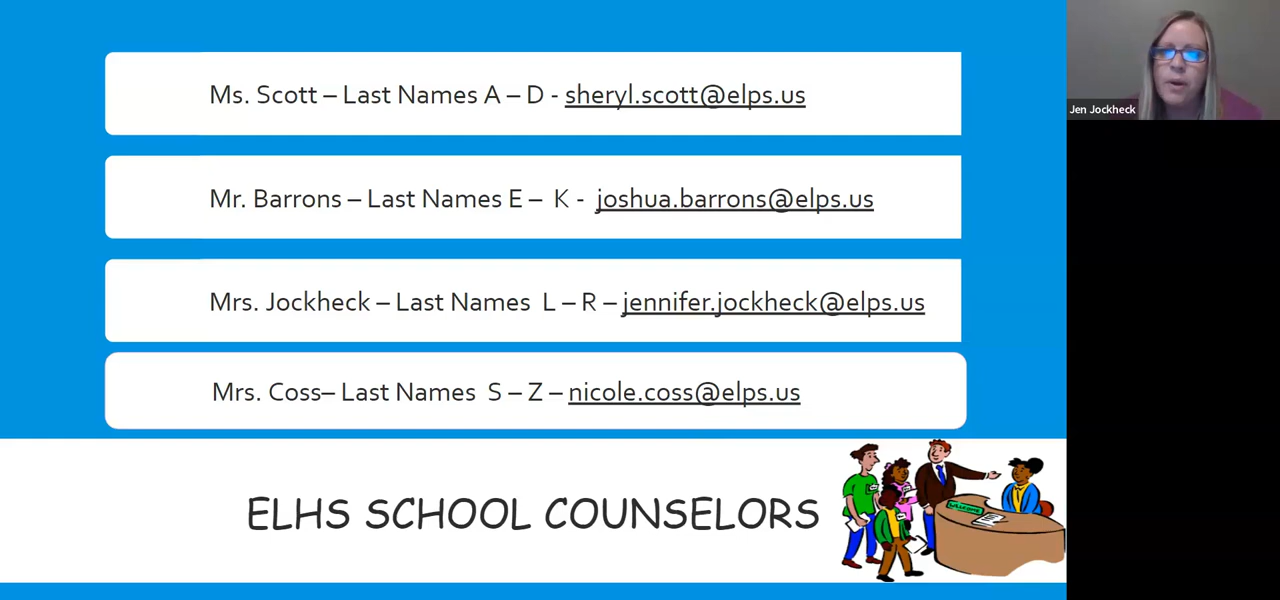 Ms. Scott – Last Names A – D - sheryl.scott@elps.us
Mr. Barrons – Last Names E – K - joshua.barrons@elps.us
Mrs. Jockheck – Last Names L – R – jennifer.jockheck@elps.us
Mrs. Coss– Last Names S – Z – nicole.coss@elps.us
ELHS SCHOOL COUNSELORS
WELCOME
Jen Jockheck